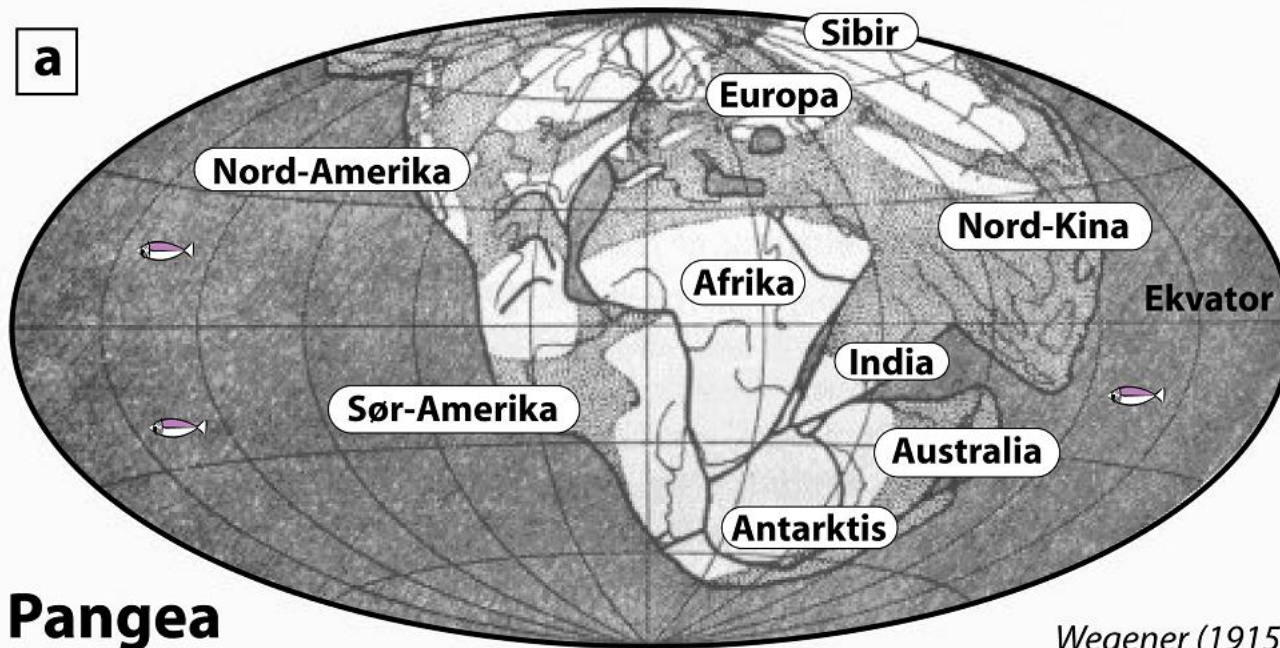 a
Sibir
Europa
Nord-Amerika
Nord-Kina
Afrika
Ekvator
India
Sør-Amerika
Australia
Antarktis
Pangea
Wegener (1915